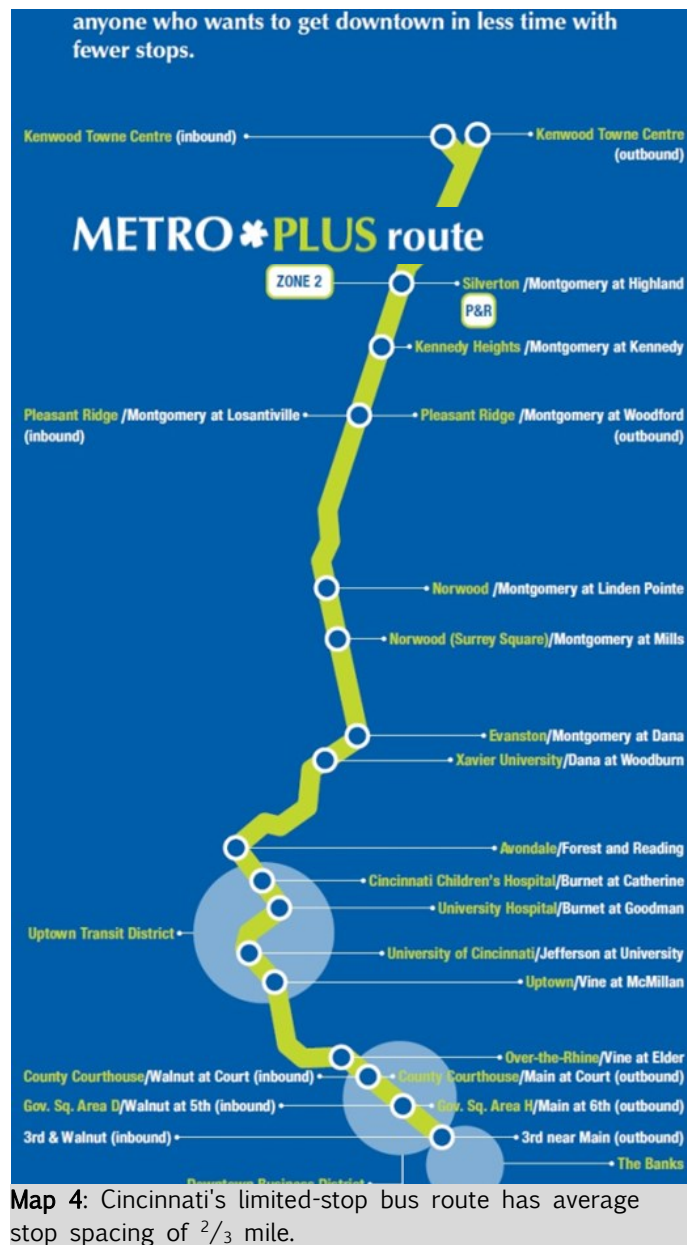 anyone who wants to get downtown in less time with
fewer stops.
Kenwood Towne Centre (inbound)
Kenwood Towne Centre
(outbound)
METRO*PLUS route
ZONE 2
Silverton /Montgomery at Highland
P&R
Kennedy Heights /Montgomery at Kennedy
Pleasant Ridge /Montgomery at Losantiville
(inbound)
Pleasant Ridge /Montgomery at Woodford
(outbound)
Norwood /Montgomery at Linden Pointe
Norwood (Surrey Square)/Montgomery at Mills
Evanston/Montgomery at Dana
Xavier University/Dana at Woodburn
Avondale/Forest and Reading
Cincinnati Children's Hospital/Burnet at Catherine
University Hospital/Burnet at Goodman
Uptown Transit District
University of Cincinnati/Jefferson at University
Uptown/Vine at McMillan
Over-the-Rhine/Vine at Elder
County Courthouse/Walnut at Court (inbound)
County Courthouse/Main at Court (outbound)
Gov. Sq. Area D/Walnut at 5th (inbound)
Gov. Sq. Area H/Main at 6th (outbound)
3rd & Walnut (inbound)
3rd near Main (outbound)
The Banks
Downtown Business District
Map 4: Cincinnati's limited-stop bus route has average
stop spacing of 2/3 mile.